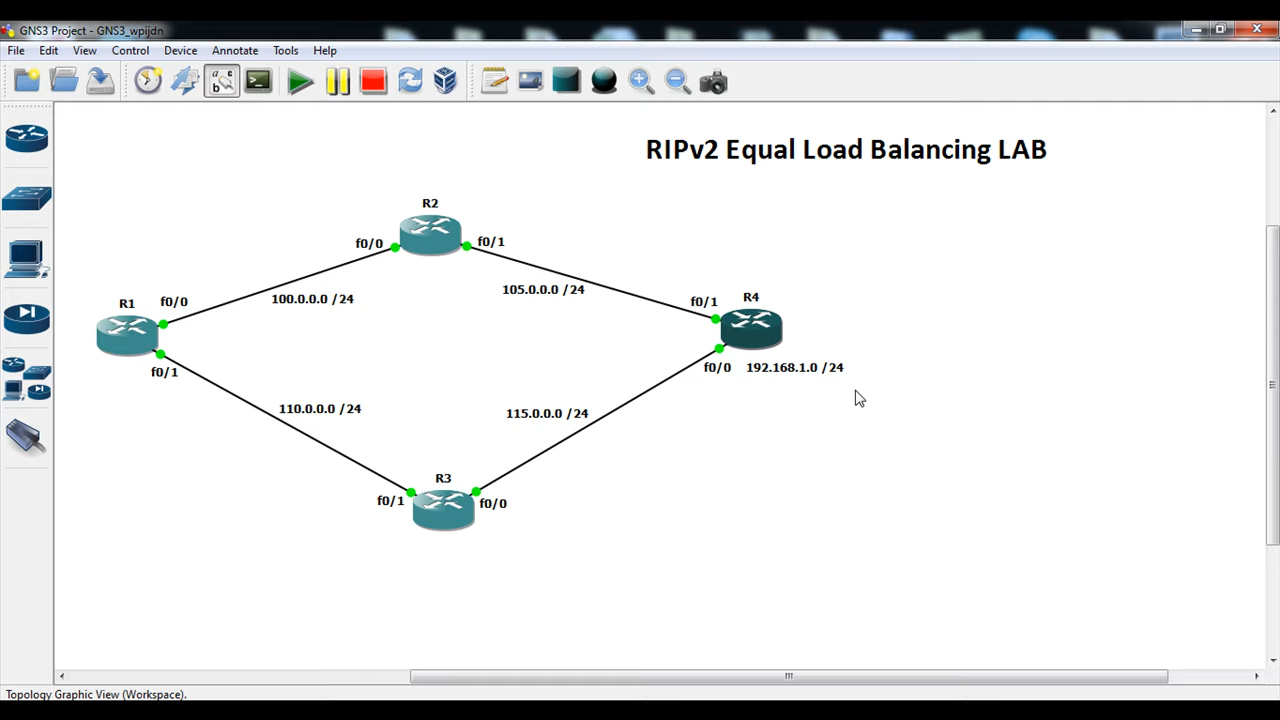 GNS3 Project - GNS3_wpijdn
File Edit View Control Device Annotate Tools Help
RIPv2 Equal Load Balancing LAB
R2
f0/0
f0/1
100.0.0.0 /24
105.0.0.0 /24
R1
f0/0
f0/1
R4
f0/1
f0/0
192.168.1.0 /24
110.0.0.0 /24
115.0.0.0 /24
R3
f0/1
f0/0
Topology Graphic View (Workspace).